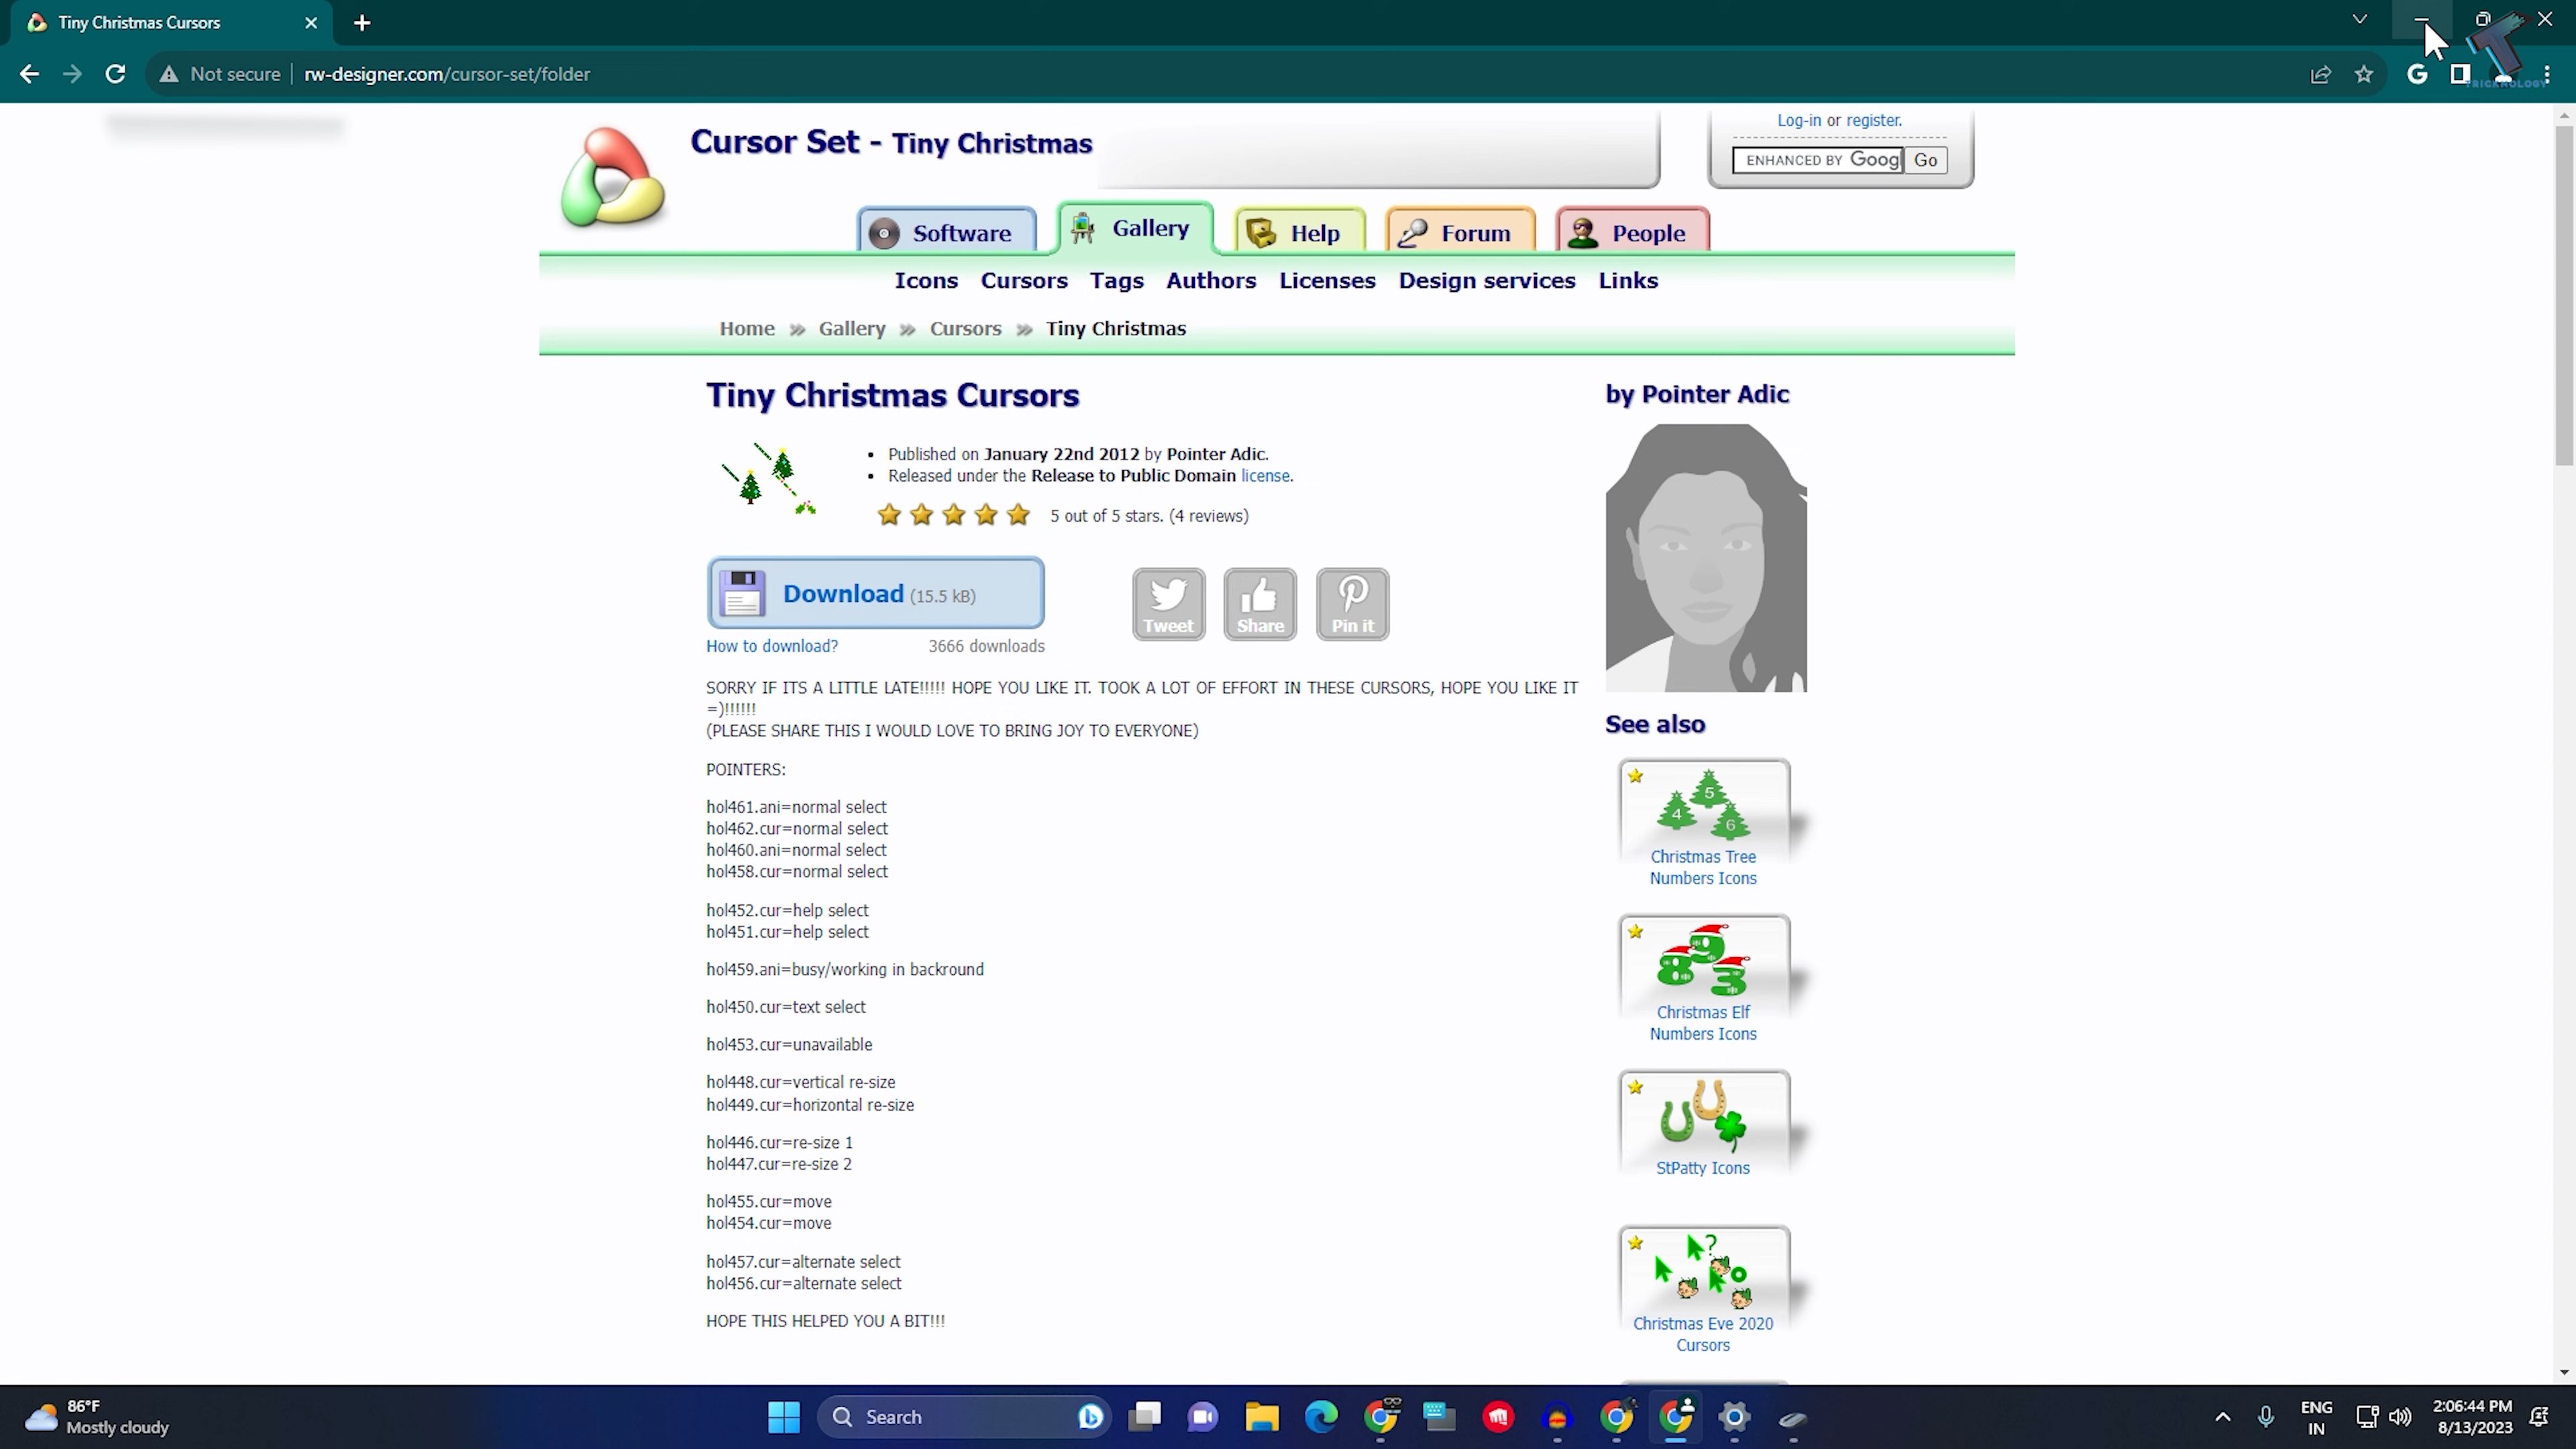 Tiny Christmas Cursors
Not secure
rw-designer.com/cursor-set/folder
TRICKNOLOGY
Cursor Set - Tiny Christmas
Log-in or register.
ENHANCED BY Goog
Go
Software
Gallery
Help
Forum
People
Icons Cursors Tags Authors Licenses Design services Links
Home » Gallery » Cursors » Tiny Christmas
Tiny Christmas Cursors
• Published on January 22nd 2012 by Pointer Adic.
• Released under the Release to Public Domain license.
5 out of 5 stars. (4 reviews)
Download (15.5 kB)
How to download?
3666 downloads
Tweet
Share
Pin it
SORRY IF ITS A LITTLE LATE!!!!! HOPE YOU LIKE IT. TOOK A LOT OF EFFORT IN THESE CURSORS, HOPE YOU LIKE IT
=)!!!!!!
(PLEASE SHARE THIS I WOULD LOVE TO BRING JOY TO EVERYONE)
POINTERS:
hol461.ani=normal select
hol462.cur=normal select
hol460.ani=normal select
hol458.cur=normal select
hol452.cur=help select
hol451.cur=help select
hol459.ani=busy/working in backround
hol450.cur=text select
hol453.cur=unavailable
hol448.cur=vertical re-size
hol449.cur=horizontal re-size
hol446.cur=re-size 1
hol447.cur=re-size 2
hol455.cur=move
hol454.cur=move
hol457.cur=alternate select
hol456.cur=alternate select
HOPE THIS HELPED YOU A BIT!!!
by Pointer Adic
See also
5
4
6
Christmas Tree
Numbers Icons
9
8
3
Christmas Elf
Numbers Icons
StPatty Icons
?
Christmas Eve 2020
Cursors
86°F
Mostly cloudy
Search
ENG
IN
2:06:44 PM
8/13/2023